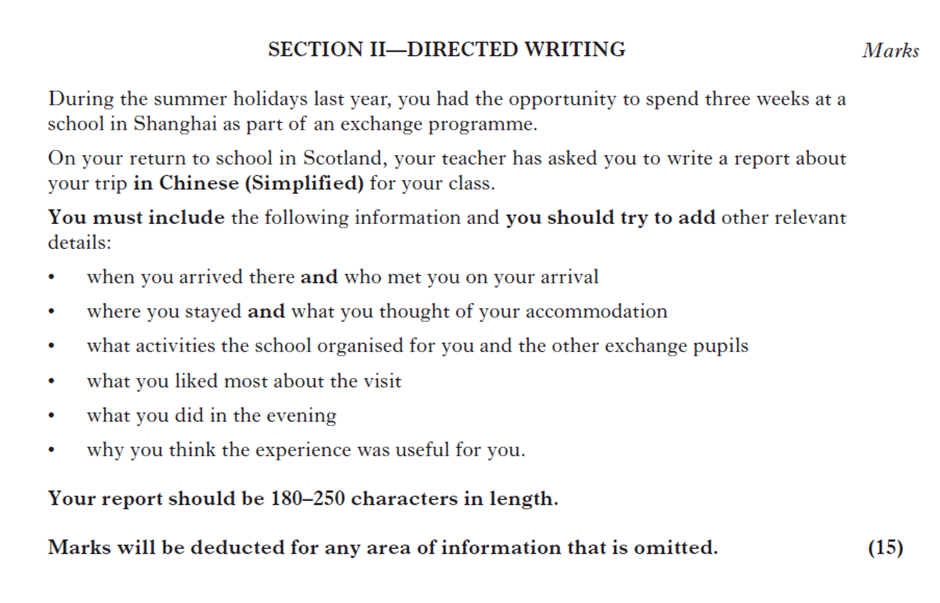 SECTION II—DIRECTED WRITING Marks
During the summer holidays last year, you had the opportunity to spend three weeks at a
school in Shanghai as part of an exchange programme.
On your return to school in Scotland, your teacher has asked you to write a report about
your trip in Chinese (Simplified) for your class.
You must include the following information and you should try to add other relevant
details:
• when you arrived there and who met you on your arrival
• where you stayed and what you thought of your accommodation
• what activities the school organised for you and the other exchange pupils
• what you liked most about the visit
• what you did in the evening
• why you think the experience was useful for you.
Your report should be 180–250 characters in length.
Marks will be deducted for any area of information that is omitted. (15)